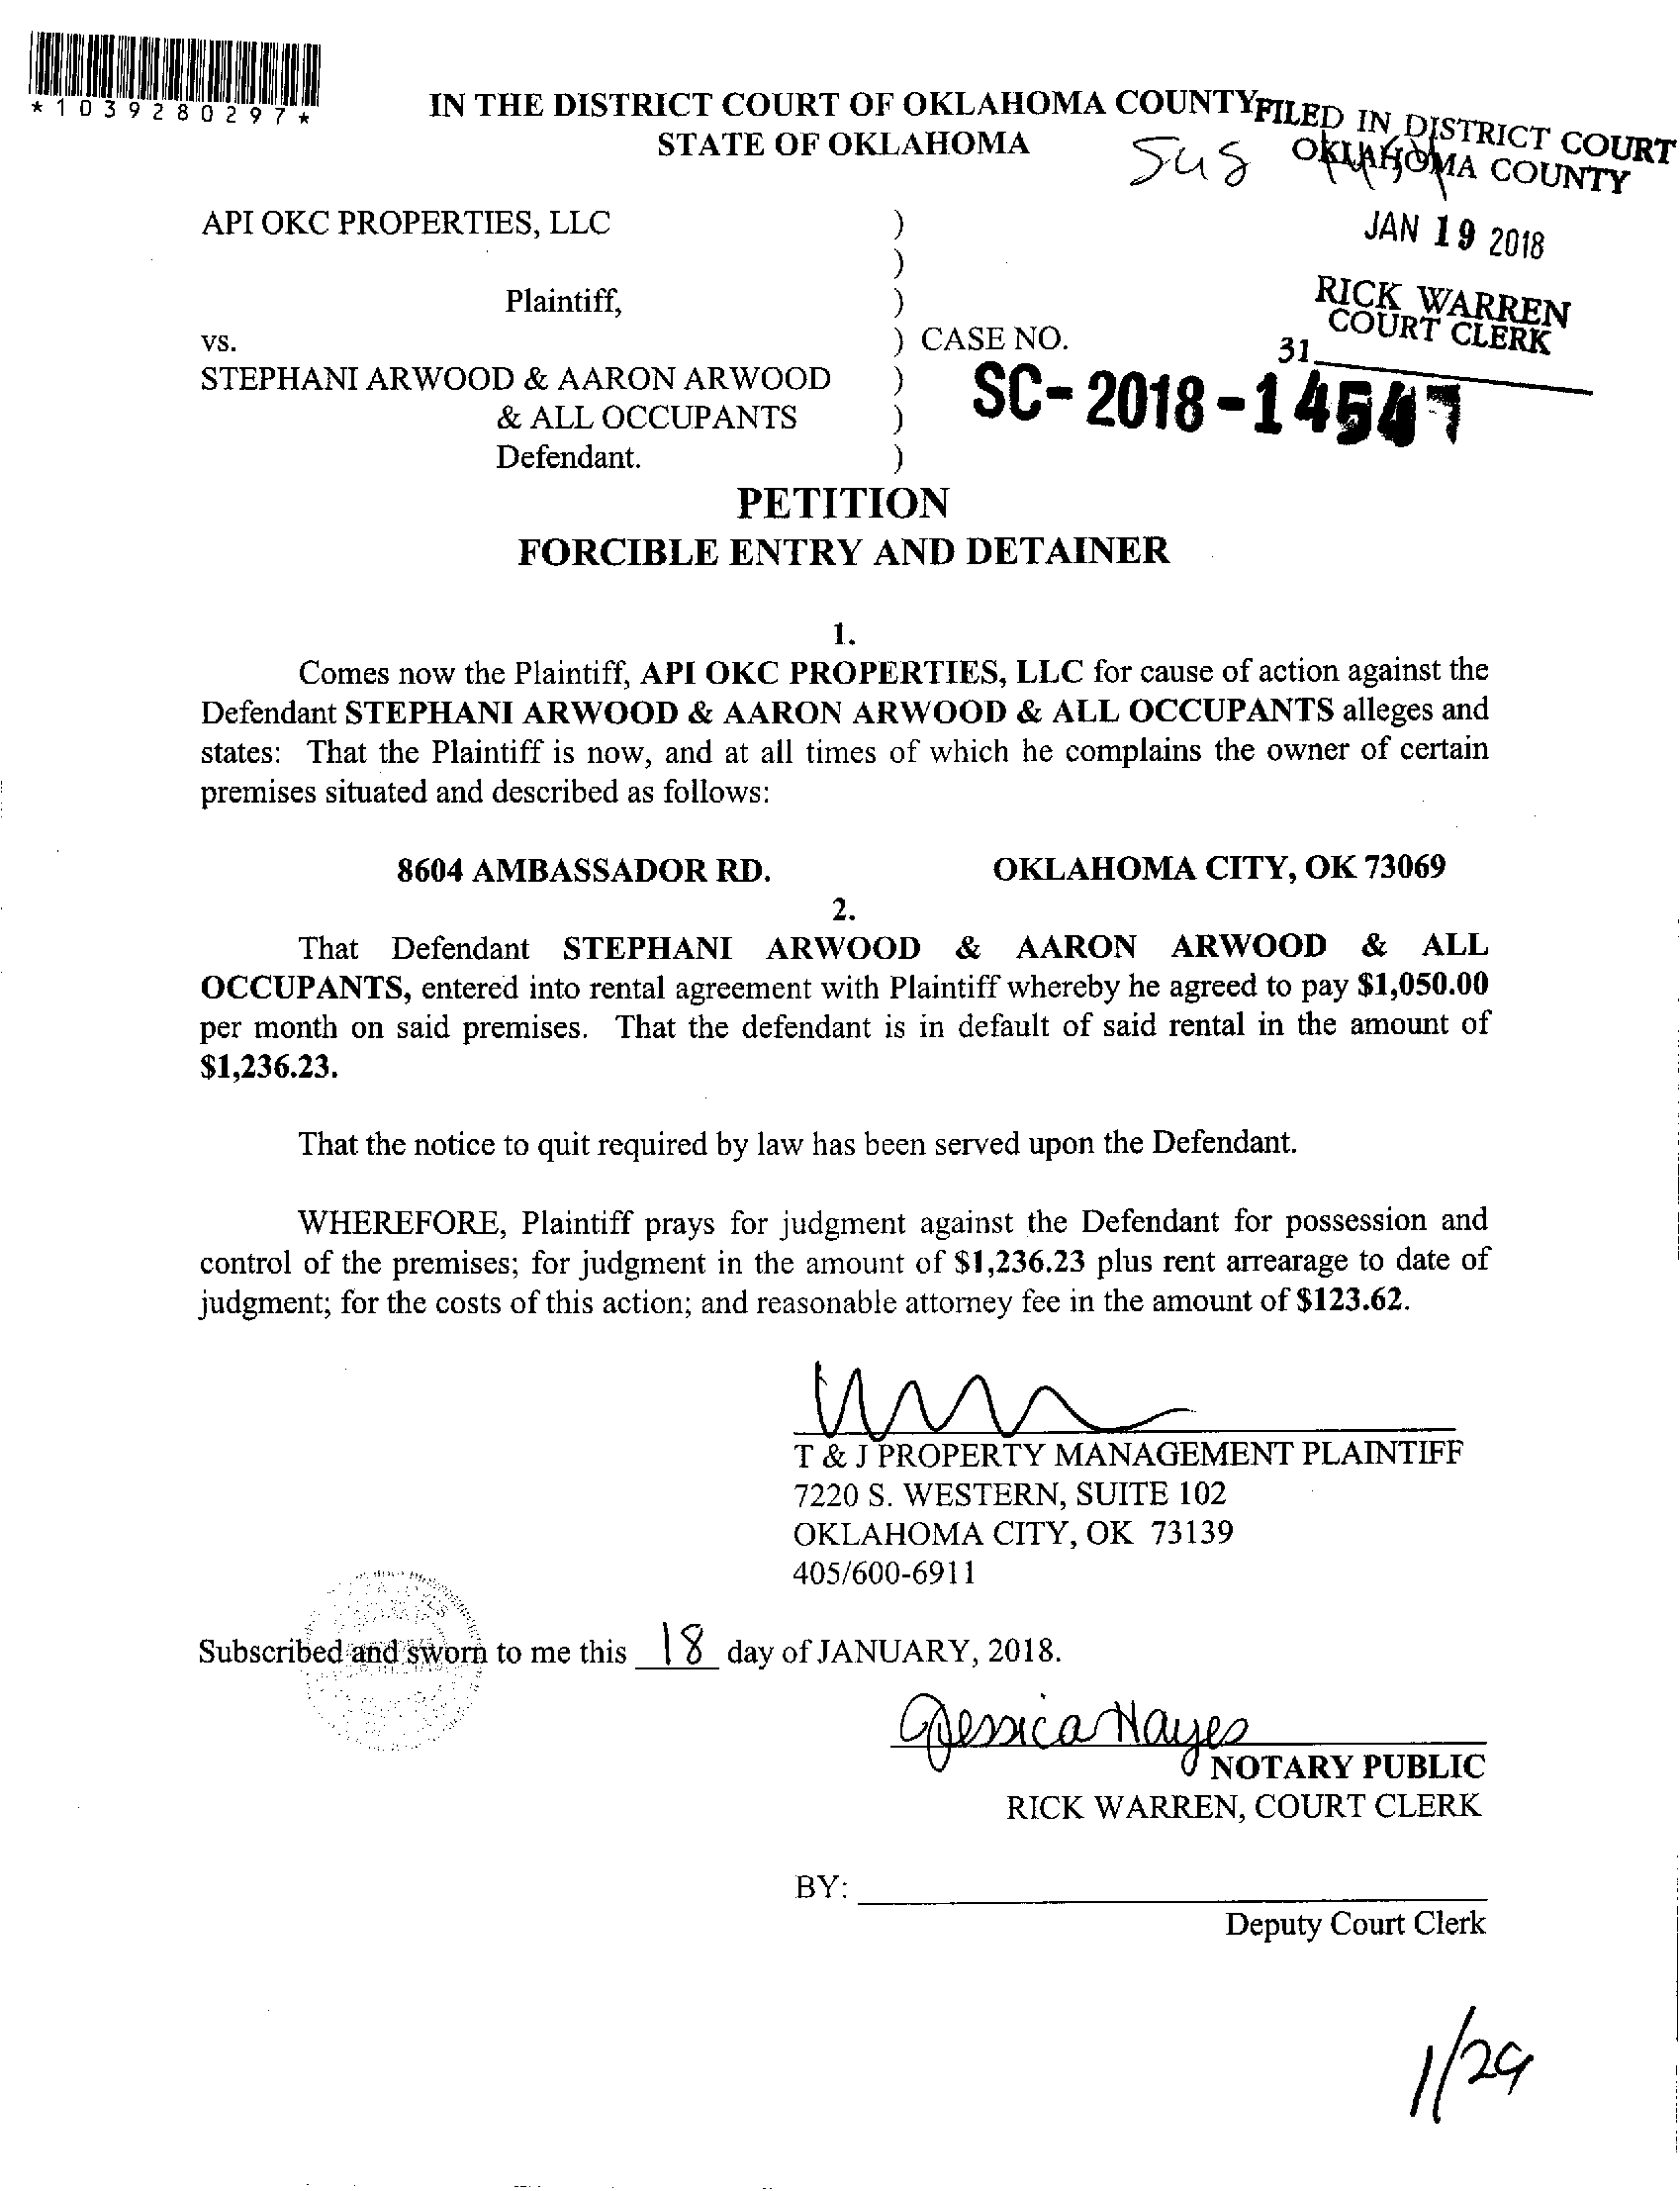 *1039280297*
IN THE DISTRICT COURT OF OKLAHOMA COUNTY
STATE OF OKLAHOMA
FILED IN DISTRICT COURT
OKLAHOMA COUNTY
JAN 19 2018
RICK WARREN
COURT CLERK
31
API OKC PROPERTIES, LLC )
)
Plaintiff, )
vs. ) CASE NO.
STEPHANI ARWOOD & AARON ARWOOD )
& ALL OCCUPANTS )
Defendant. )
SC-2018-14547
PETITION
FORCIBLE ENTRY AND DETAINER
1.
Comes now the Plaintiff, API OKC PROPERTIES, LLC for cause of action against the
Defendant STEPHANI ARWOOD & AARON ARWOOD & ALL OCCUPANTS alleges and
states: That the Plaintiff is now, and at all times of which he complains the owner of certain
premises situated and described as follows:
8604 AMBASSADOR RD. OKLAHOMA CITY, OK 73069
2.
That Defendant STEPHANI ARWOOD & AARON ARWOOD & ALL
OCCUPANTS, entered into rental agreement with Plaintiff whereby he agreed to pay $1,050.00
per month on said premises. That the defendant is in default of said rental in the amount of
$1,236.23.
That the notice to quit required by law has been served upon the Defendant.
WHEREFORE, Plaintiff prays for judgment against the Defendant for possession and
control of the premises; for judgment in the amount of $1,236.23 plus rent arrearage to date of
judgment; for the costs of this action; and reasonable attorney fee in the amount of $123.62.
T & J PROPERTY MANAGEMENT PLAINTIFF
7220 S. WESTERN, SUITE 102
OKLAHOMA CITY, OK 73139
405/600-6911
Subscribed and sworn to me this 18 day of JANUARY, 2018.
Jessica Hayes
NOTARY PUBLIC
RICK WARREN, COURT CLERK
BY:
Deputy Court Clerk
1/29